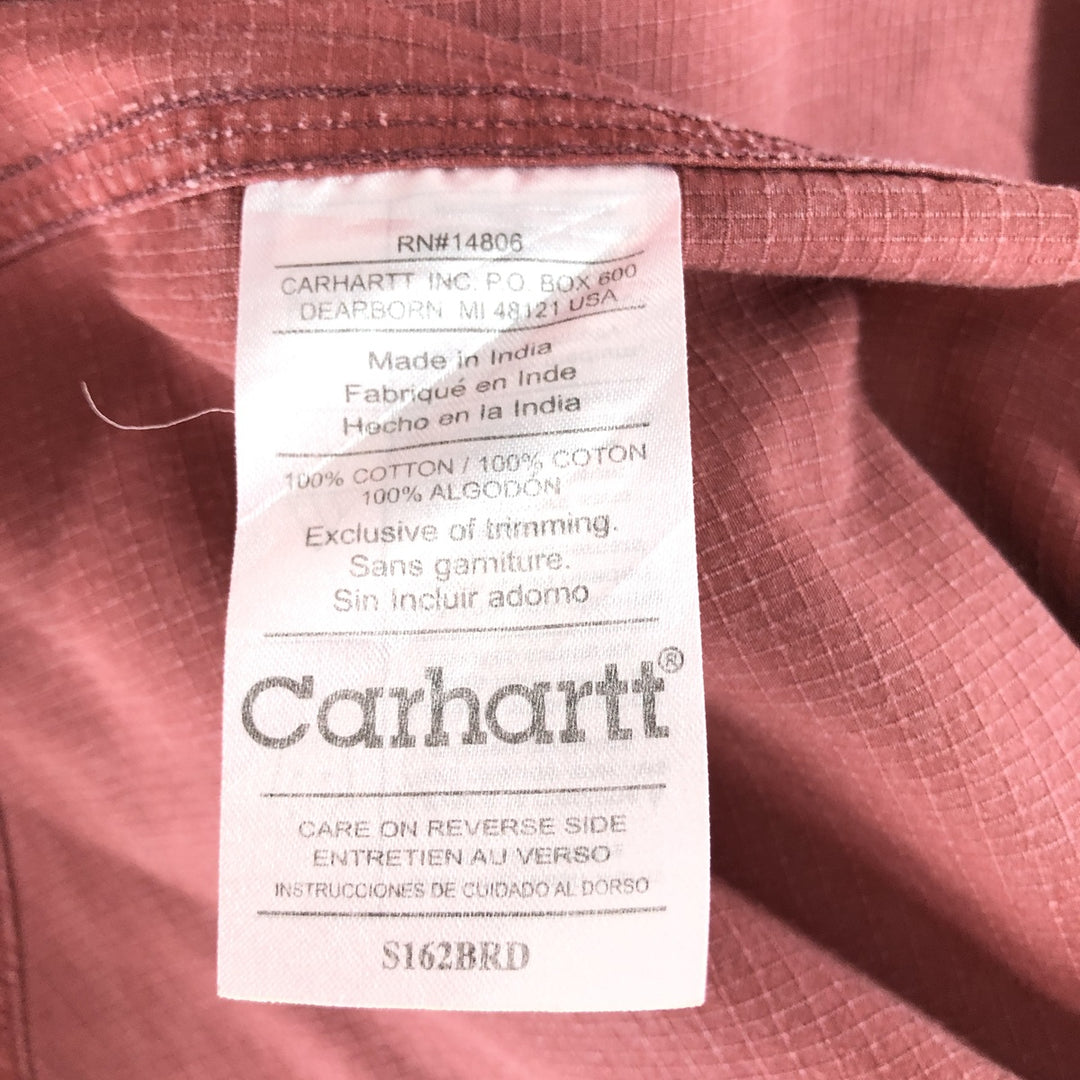 RN#14806
CARHARTT INC. P.O. BOX 600
DEARBORN MI 48121 USA
Made in India
Fabriqué en Inde
Hecho en la India
100% COTTON / 100% COTON
100% ALGODÓN
Exclusive of trimming.
Sans garniture.
Sin Incluir adorno
Carhartt®
CARE ON REVERSE SIDE
ENTRETIEN AU VERSO
INSTRUCCIONES DE CUIDADO AL DORSO
S162BRD